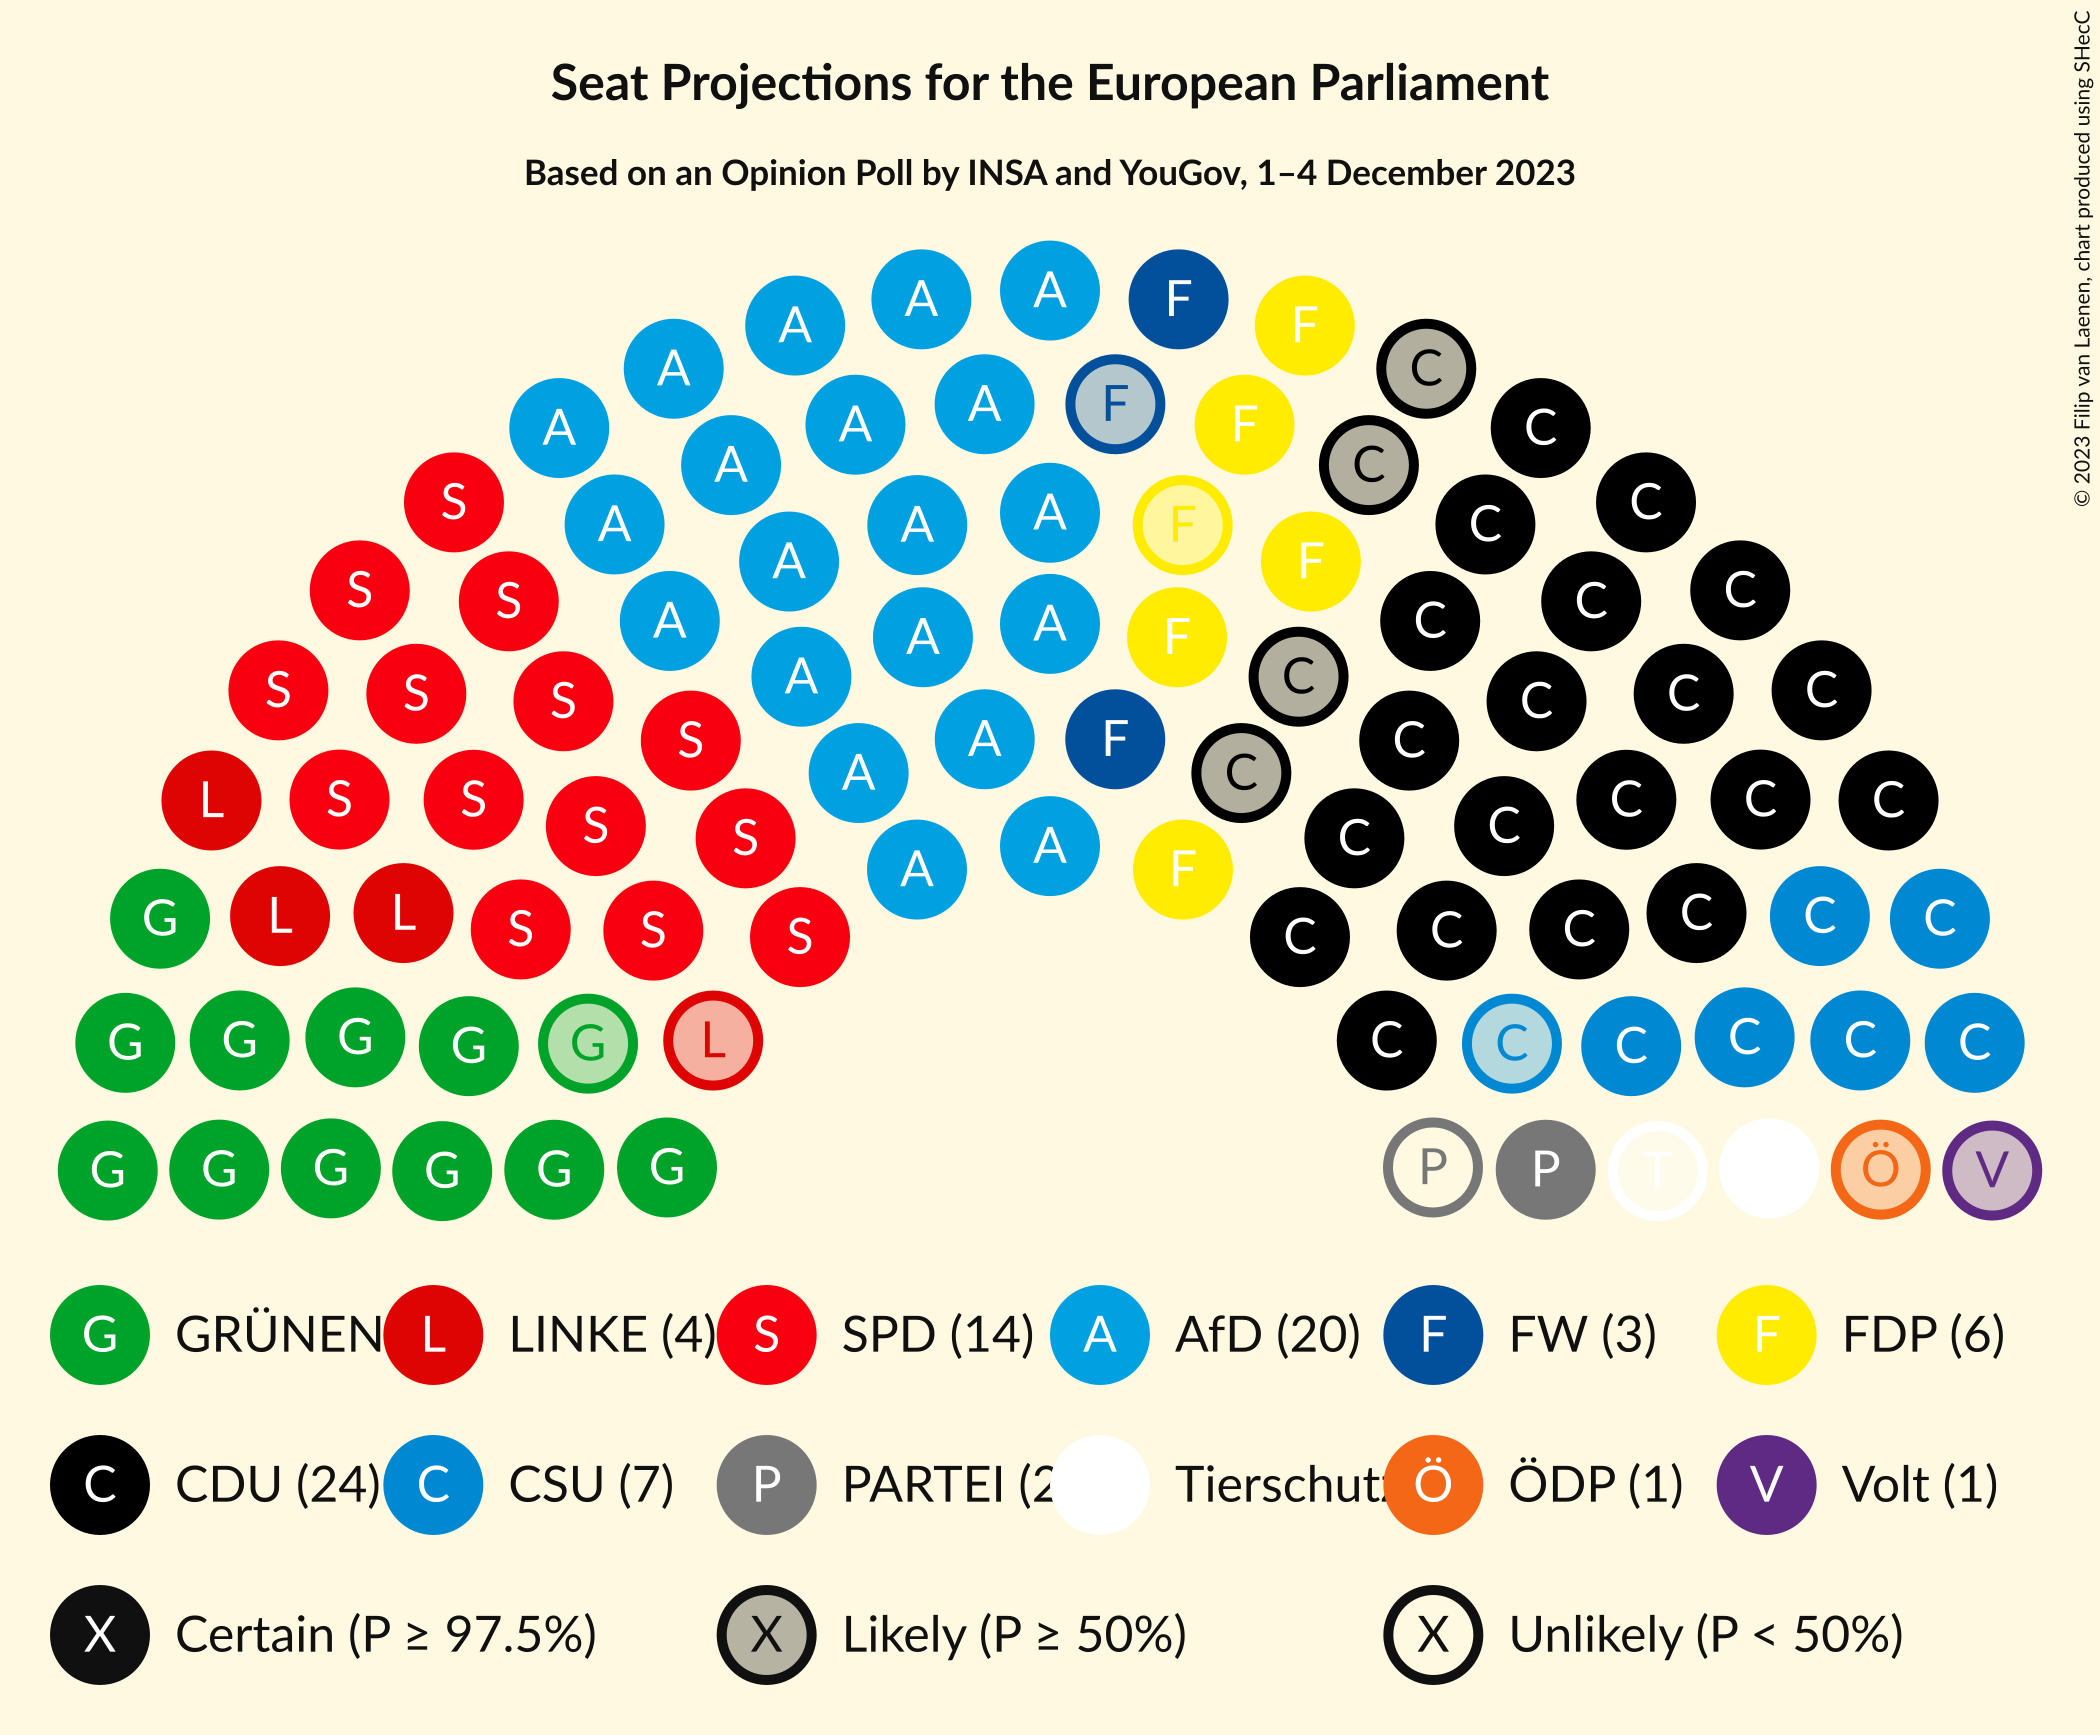 Seat Projections for the European Parliament
Based on an Opinion Poll by INSA and YouGov, 1–4 December 2023
© 2023 Filip van Laenen, chart produced using SHecC
A A A F F
A A C
A A F F C
A A C C
S A A A F F C C
S S A A F C C C
A A F C C
S S S S A A A F C C C C C
L S S S S A A F C C C C C C C
G L L S S S A A F C C C C C C
G G G G G L C C C C C C
G G G G G G P P T Ö V
G GRÜNEN L LINKE (4) S SPD (14) A AfD (20) F FW (3) F FDP (6)
C CDU (24) C CSU (7) P PARTEI (2 Tierschutz Ö ÖDP (1) V Volt (1)
X Certain (P ≥ 97.5%) X Likely (P ≥ 50%) X Unlikely (P < 50%)